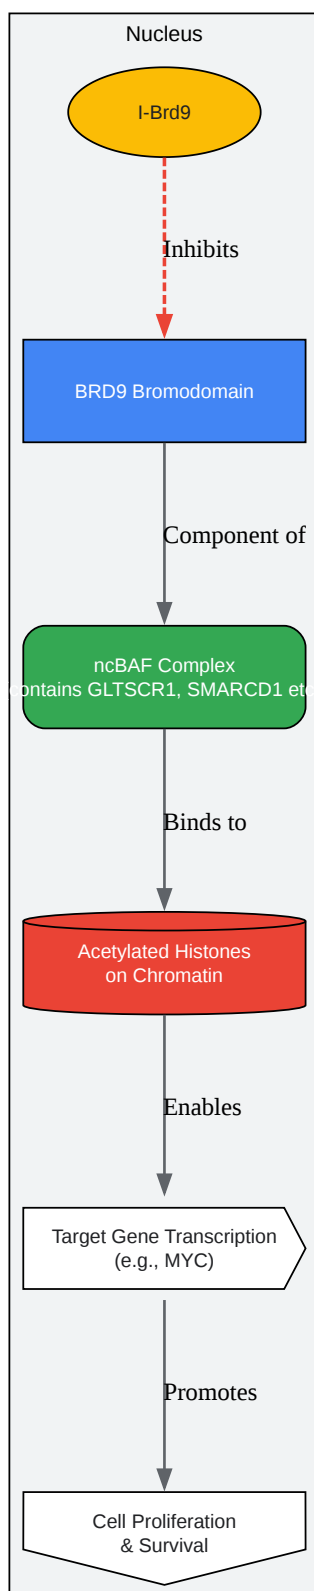 Nucleus
I-Brd9
Inhibits
BRD9 Bromodomain
Component of
ncBAF Complex
contains GLTSCR1, SMARCD1 etc
Binds to
Acetylated Histones
on Chromatin
Enables
Target Gene Transcription
(e.g., MYC)
Promotes
Cell Proliferation
& Survival